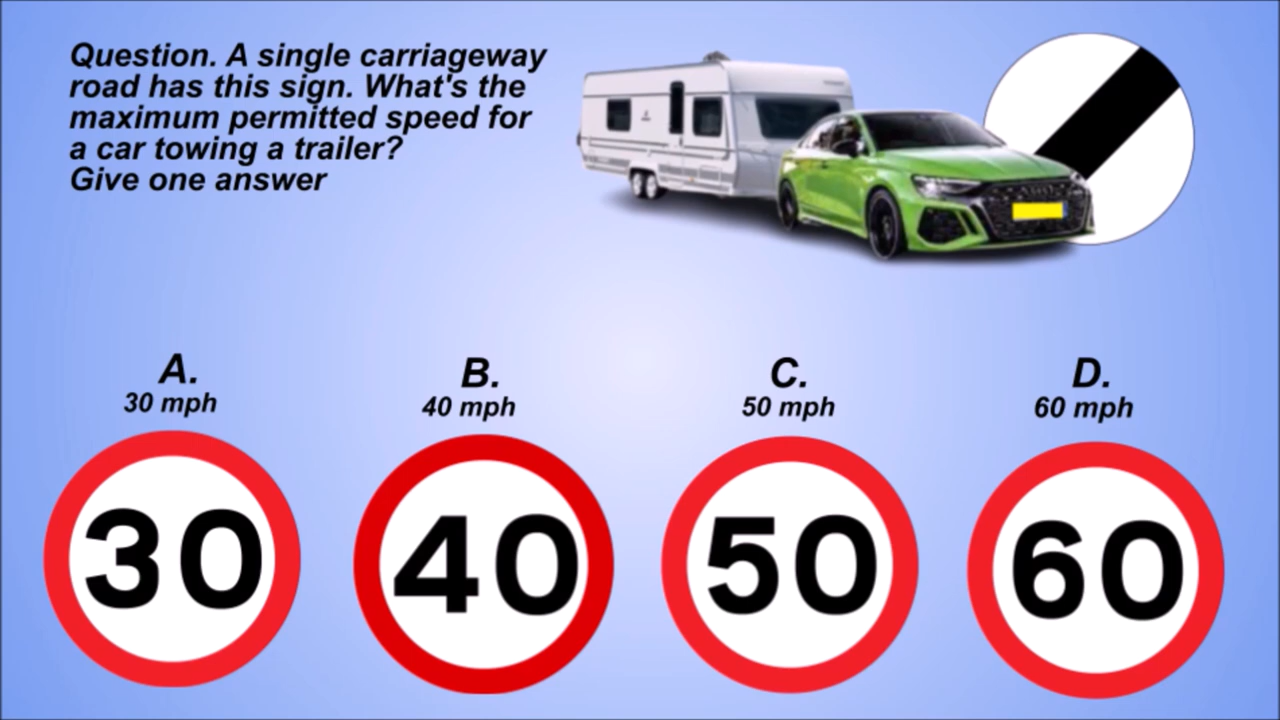 Question. A single carriageway
road has this sign. What's the
maximum permitted speed for
a car towing a trailer?
Give one answer
A.
30 mph
B.
40 mph
C.
50 mph
D.
60 mph
30
40
50
60